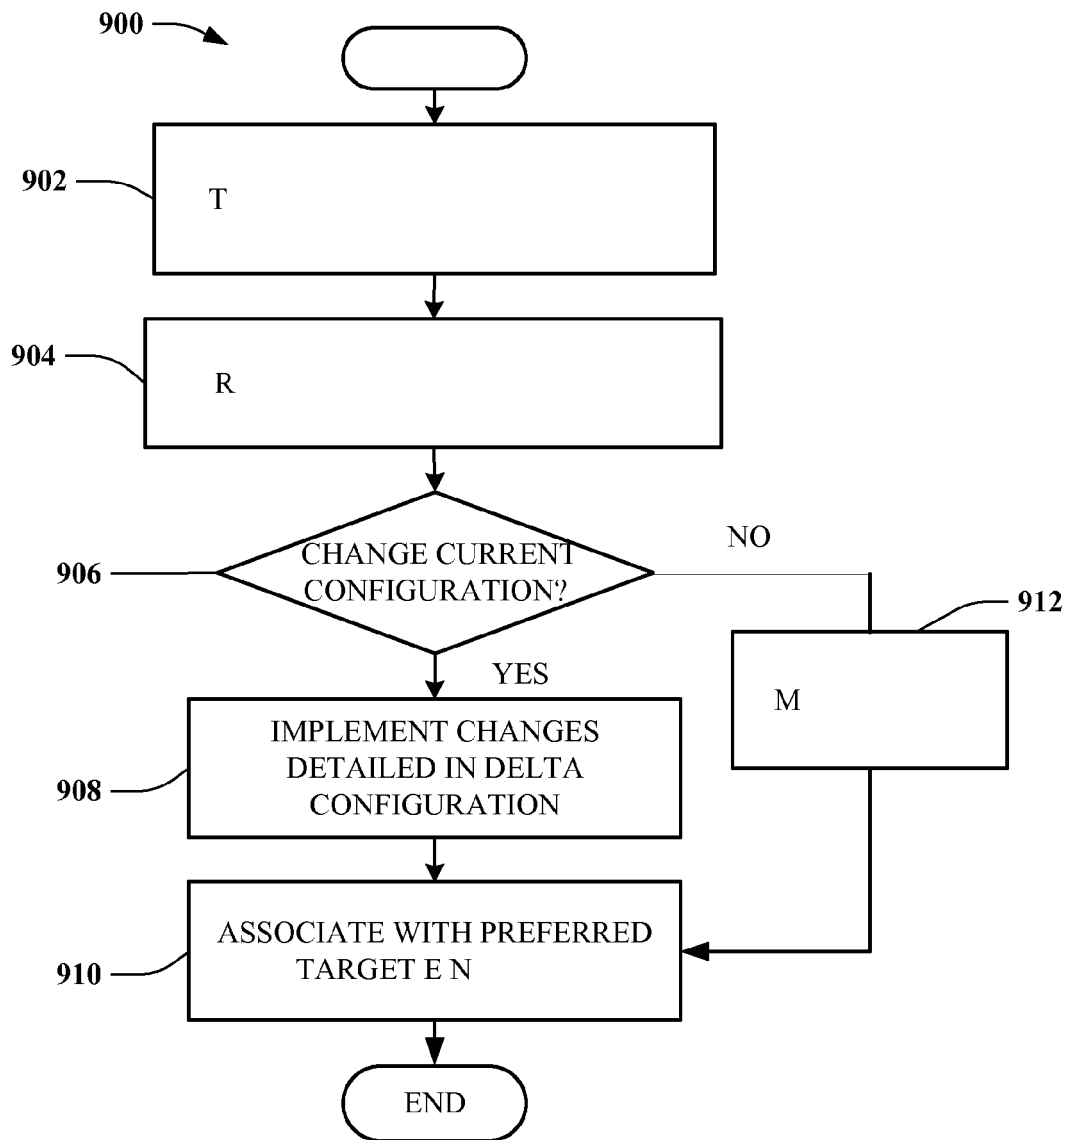 900
902
T
904
R
906
CHANGE CURRENT
CONFIGURATION?
NO
912
M
YES
908
IMPLEMENT CHANGES
DETAILED IN DELTA
CONFIGURATION
910
ASSOCIATE WITH PREFERRED
TARGET E N
END